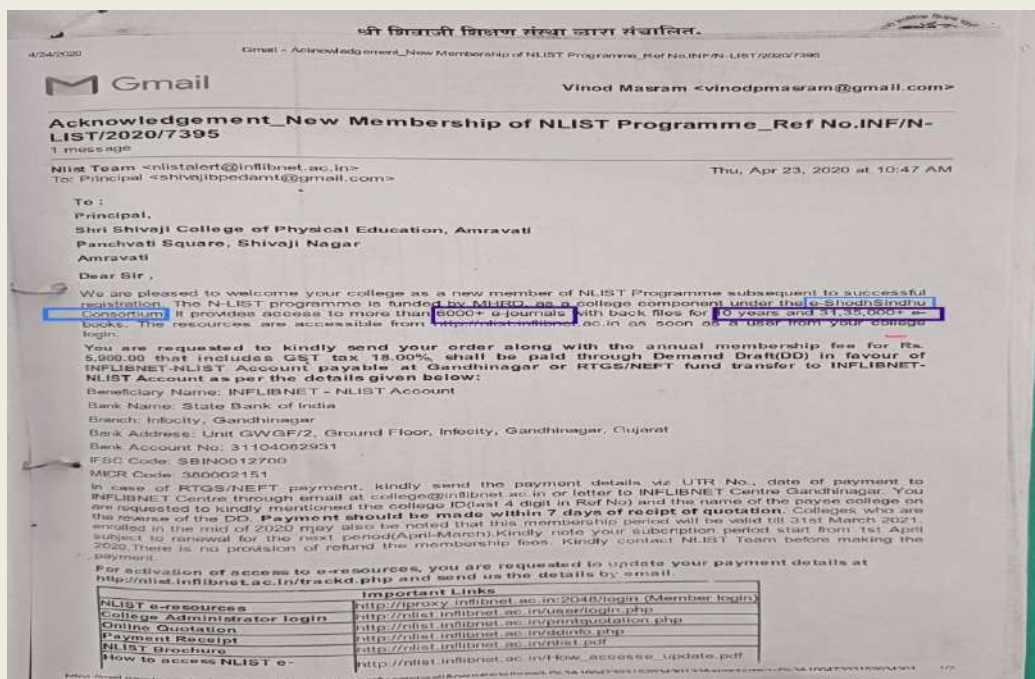 श्री शिवाजी शिक्षण संस्था द्वारा संचालित.
4/24/2020
Gmail - Acknowledgement_New Membership of NLIST Programme_Ref No.INF/N-LIST/2020/7395
Gmail
Vinod Masram <vinodpmasram@gmail.com>
Acknowledgement_New Membership of NLIST Programme_Ref No.INF/N-
LIST/2020/7395
1 message
Nlist Team <nlistalert@inflibnet.ac.in>
Thu, Apr 23, 2020 at 10:47 AM
To: Principal <shivajibpedamt@gmail.com>
To :
Principal,
Shri Shivaji College of Physical Education, Amravati
Panchvati Square, Shivaji Nagar
Amravati
Dear Sir ,
We are pleased to welcome your college as a new member of NLIST Programme subsequent to successful
registration. The N-LIST programme is funded by MHRD, as a college component under the e-ShodhSindhu
Consortium. It provides access to more than 6000+ e-journals with back files for 10 years and 31,35,000+ e-
books. The resources are accessible from http://nlist.inflibnet.ac.in as soon as a user from your college
login.
You are requested to kindly send your order along with the annual membership fee for Rs.
5,900.00 that includes GST tax 18.00%, shall be paid through Demand Draft(DD) in favour of
INFLIBNET-NLIST Account payable at Gandhinagar or RTGS/NEFT fund transfer to INFLIBNET-
NLIST Account as per the details given below:
Beneficiary Name: INFLIBNET - NLIST Account
Bank Name: State Bank of India
Branch: Infocity, Gandhinagar
Bank Address: Unit GWGF/2, Ground Floor, Infocity, Gandhinagar, Gujarat
Bank Account No: 31104082931
IFSC Code: SBIN0012700
MICR Code: 380002151
In case of RTGS/NEFT payment, kindly send the payment details viz UTR No., date of payment to
INFLIBNET Centre through email at college@inflibnet.ac.in or letter to INFLIBNET Centre Gandhinagar. You
are requested to kindly mentioned the college ID(last 4 digit in Ref No) and the name of the payee college on
the reverse of the DD. Payment should be made within 7 days of recipt of quotation. Colleges who are
enrolled in the mid of 2020 may also be noted that this membership period will be valid till 31st March 2021,
subject to renewal for the next period(April-March).Kindly note your subcription period start from 1st April
2020.There is no provision of refund the membership fees. Kindly contact NLIST Team before making the
payment.
For activation of access to e-resources, you are requested to update your payment details at
http://nlist.inflibnet.ac.in/trackd.php and send us the details by email.
Important Links
NLIST e-resources http://iproxy.inflibnet.ac.in:2048/login (Member login)
College Administrator login http://nlist.inflibnet.ac.in/user/login.php
Online Quotation http://nlist.inflibnet.ac.in/printquotation.php
Payment Receipt http://nlist.inflibnet.ac.in/ddinfo.php
NLIST Brochure http://nlist.inflibnet.ac.in/nlist.pdf
How to access NLIST e- http://nlist.inflibnet.ac.in/How_accesse_update.pdf
1/2